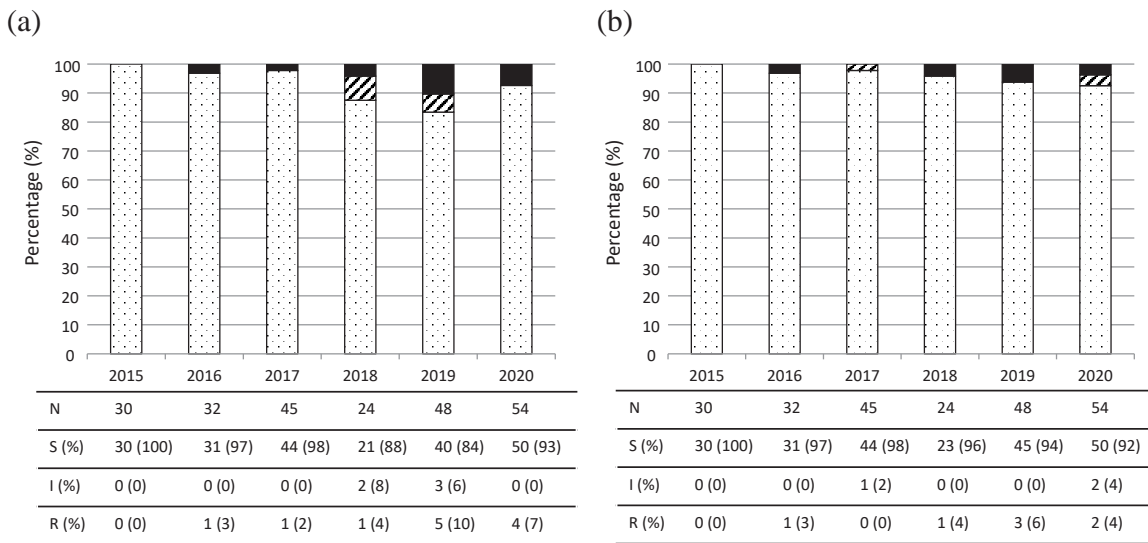 (a)
Percentage (%)
100
90
80
70
60
50
40
30
20
10
0
2015 2016 2017 2018 2019 2020
N 30 32 45 24 48 54
S (%) 30 (100) 31 (97) 44 (98) 21 (88) 40 (84) 50 (93)
I (%) 0 (0) 0 (0) 0 (0) 2 (8) 3 (6) 0 (0)
R (%) 0 (0) 1 (3) 1 (2) 1 (4) 5 (10) 4 (7)
(b)
Percentage (%)
100
90
80
70
60
50
40
30
20
10
0
2015 2016 2017 2018 2019 2020
N 30 32 45 24 48 54
S (%) 30 (100) 31 (97) 44 (98) 23 (96) 45 (94) 50 (92)
I (%) 0 (0) 0 (0) 1 (2) 0 (0) 0 (0) 2 (4)
R (%) 0 (0) 1 (3) 0 (0) 1 (4) 3 (6) 2 (4)